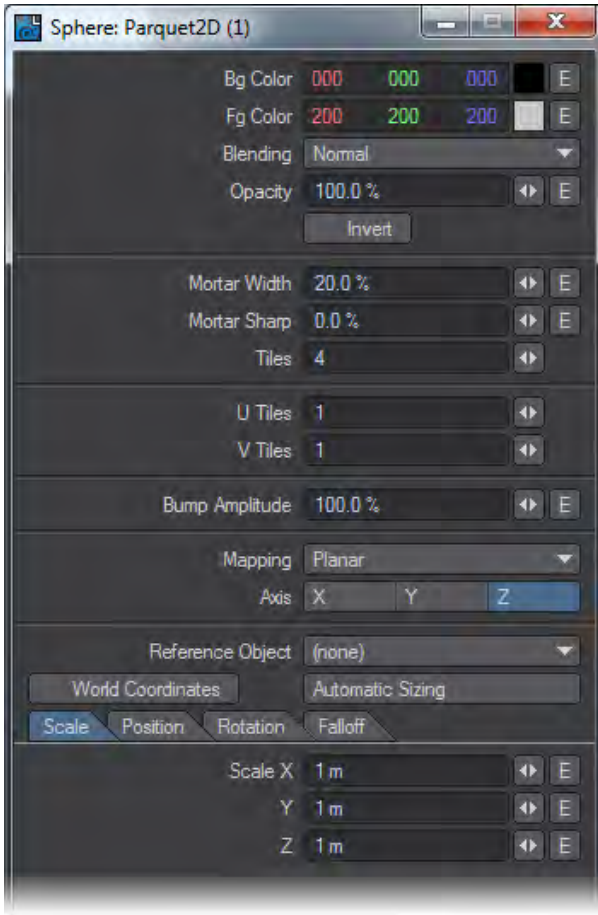 Sphere: Parquet2D (1)
Bg Color 000 000 000 E
Fg Color 200 200 200 E
Blending Normal
Opacity 100.0 % E
Invert
Mortar Width 20.0 % E
Mortar Sharp 0.0 % E
Tiles 4
U Tiles 1
V Tiles 1
Bump Amplitude 100.0 % E
Mapping Planar
Axis X Y Z
Reference Object (none)
World Coordinates Automatic Sizing
Scale Position Rotation Falloff
Scale X 1 m E
Y 1 m E
Z 1 m E